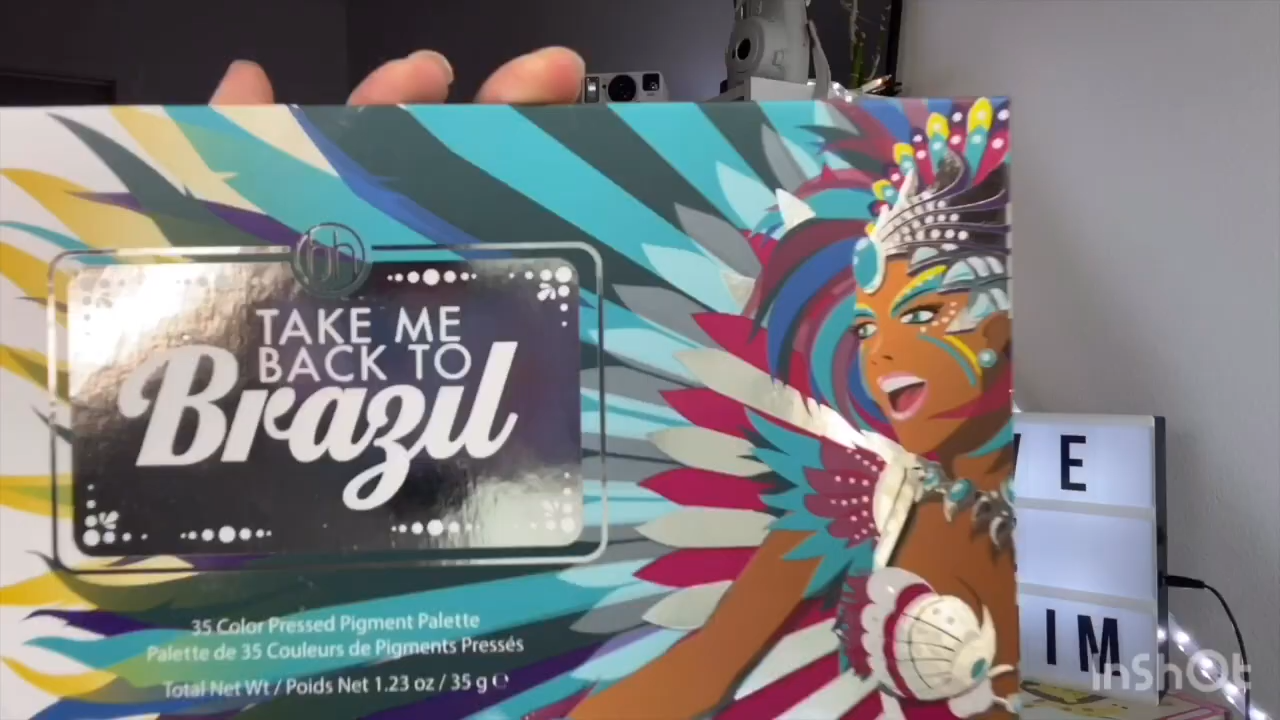 bh
TAKE ME
BACK TO
Brazil
35 Color Pressed Pigment Palette
Palette de 35 Couleurs de Pigments Pressés
Total Net Wt / Poids Net 1.23 oz / 35 g ℮
E
IM
InShOt